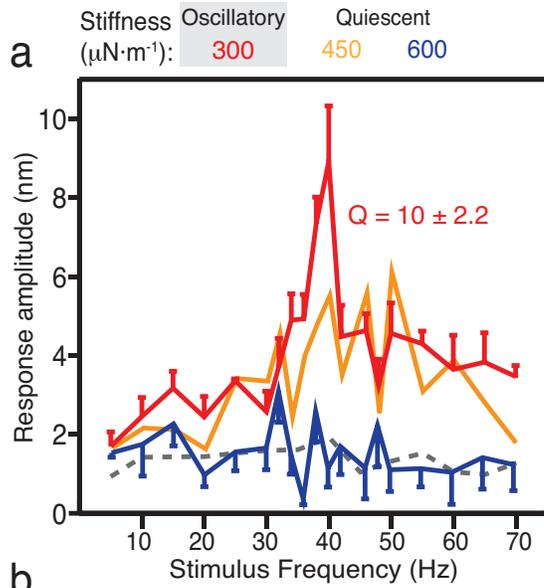 Stiffness Oscillatory Quiescent
(μN·m⁻¹): 300 450 600
a
10
8
6
4
2
0
Response amplitude (nm)
Q = 10 ± 2.2
10 20 30 40 50 60 70
Stimulus Frequency (Hz)
b